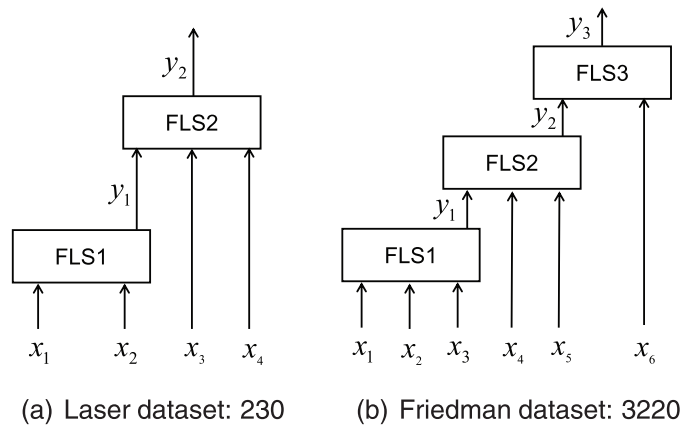 y3
FLS3
y2
y2
FLS2
FLS2
y1
y1
FLS1
FLS1
x1 x2 x3 x4
x1 x2 x3 x4 x5 x6
(a) Laser dataset: 230
(b) Friedman dataset: 3220